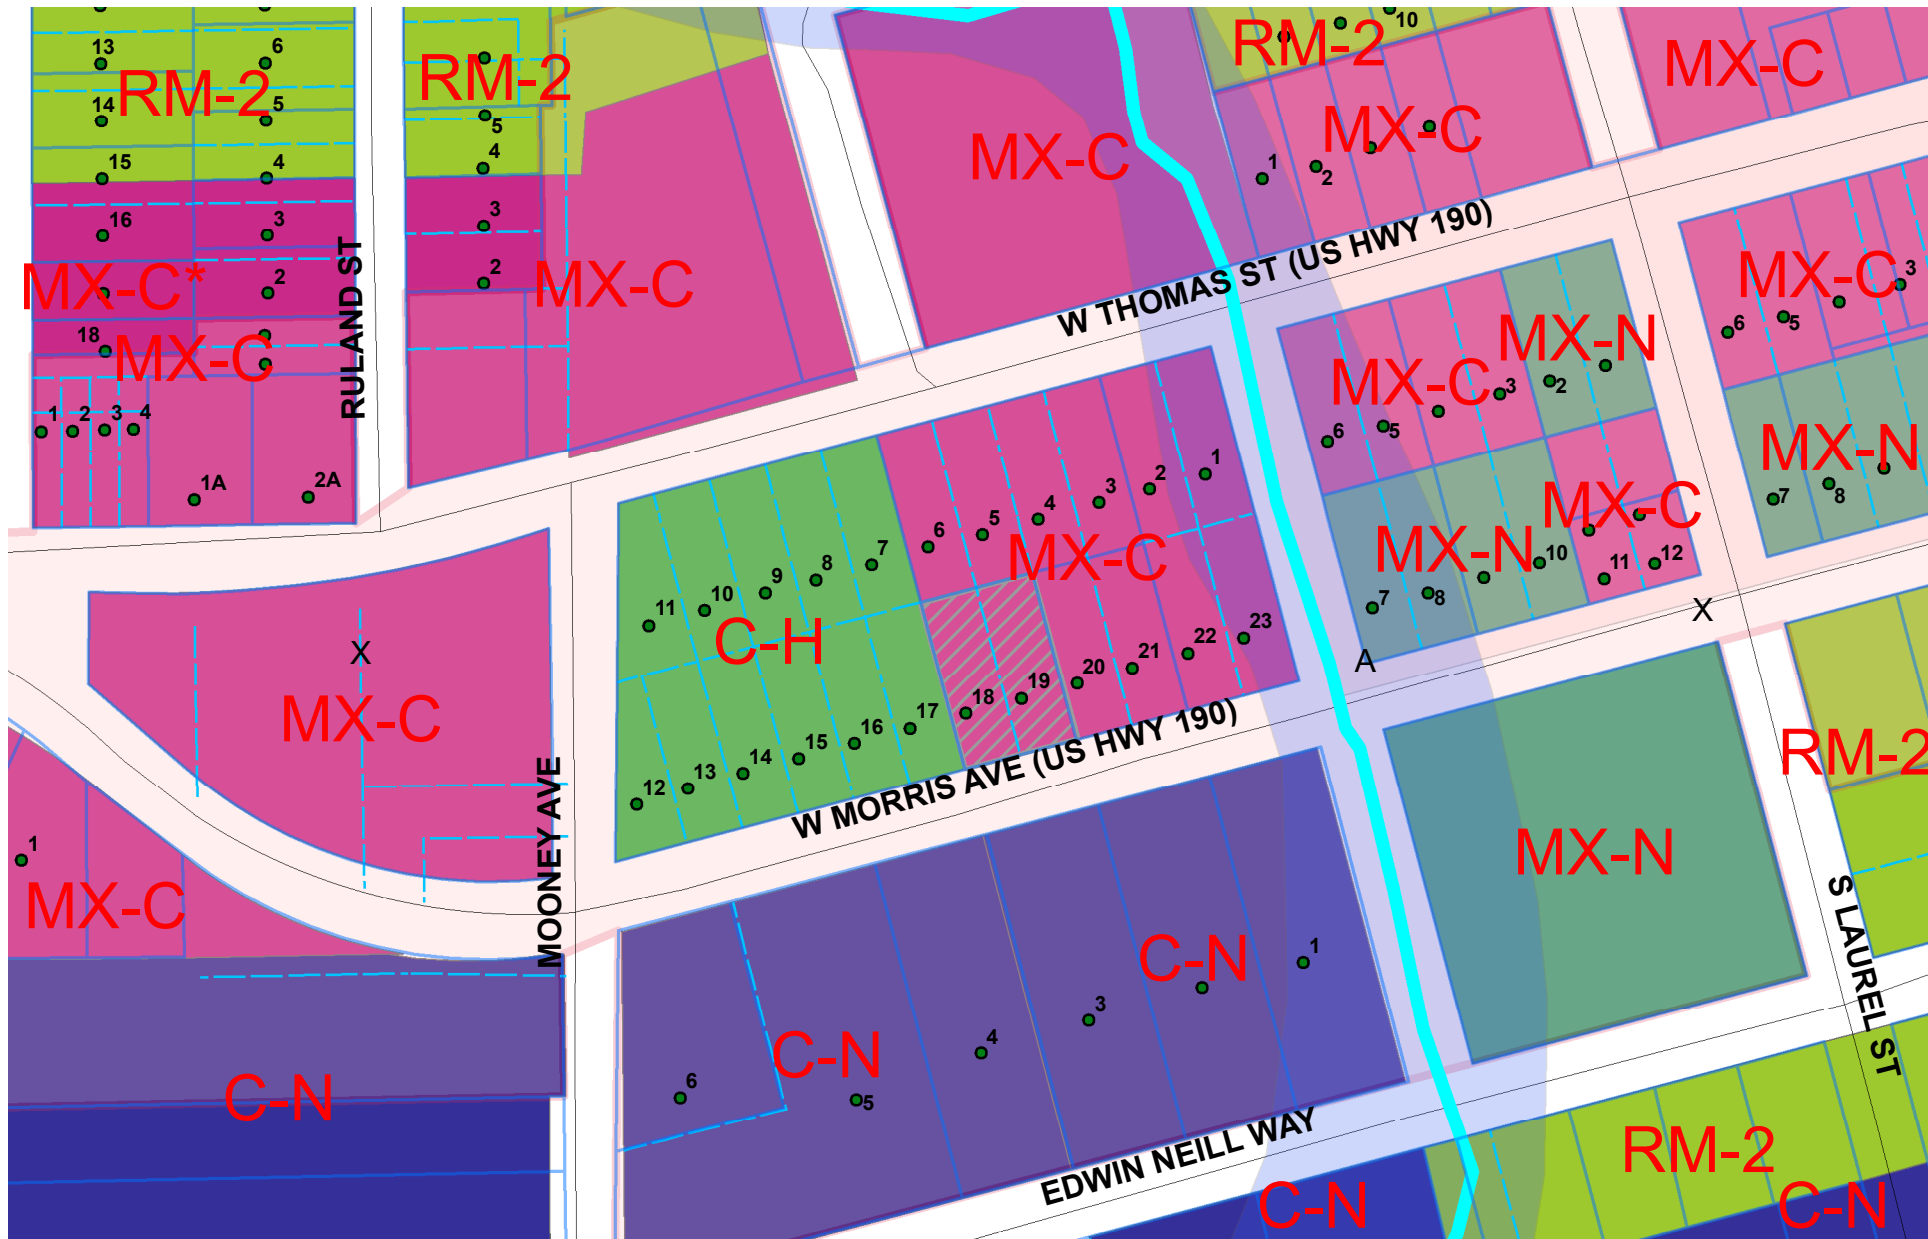 13
6
RM-2
14
5
15
4
16
3
MX-C*
2
18
MX-C
1
2
3
4
1A
2A
RULAND ST
RM-2
5
4
3
2
MX-C
MX-C
RM-2
10
MX-C
MX-C
1
2
W THOMAS ST (US HWY 190)
MX-C
3
5
6
MX-N
7
8
MX-N
MX-C
3
2
5
6
MX-C
MX-N
10
11
12
7
8
X
A
1
2
3
4
5
6
MX-C
7
8
9
10
11
C-H
23
22
21
20
19
18
17
16
15
14
13
12
W MORRIS AVE (US HWY 190)
X
MX-C
MOONEY AVE
1
MX-C
C-N
RM-2
MX-N
S LAUREL ST
C-N
1
3
4
C-N
5
6
EDWIN NEILL WAY
RM-2
C-N
C-N